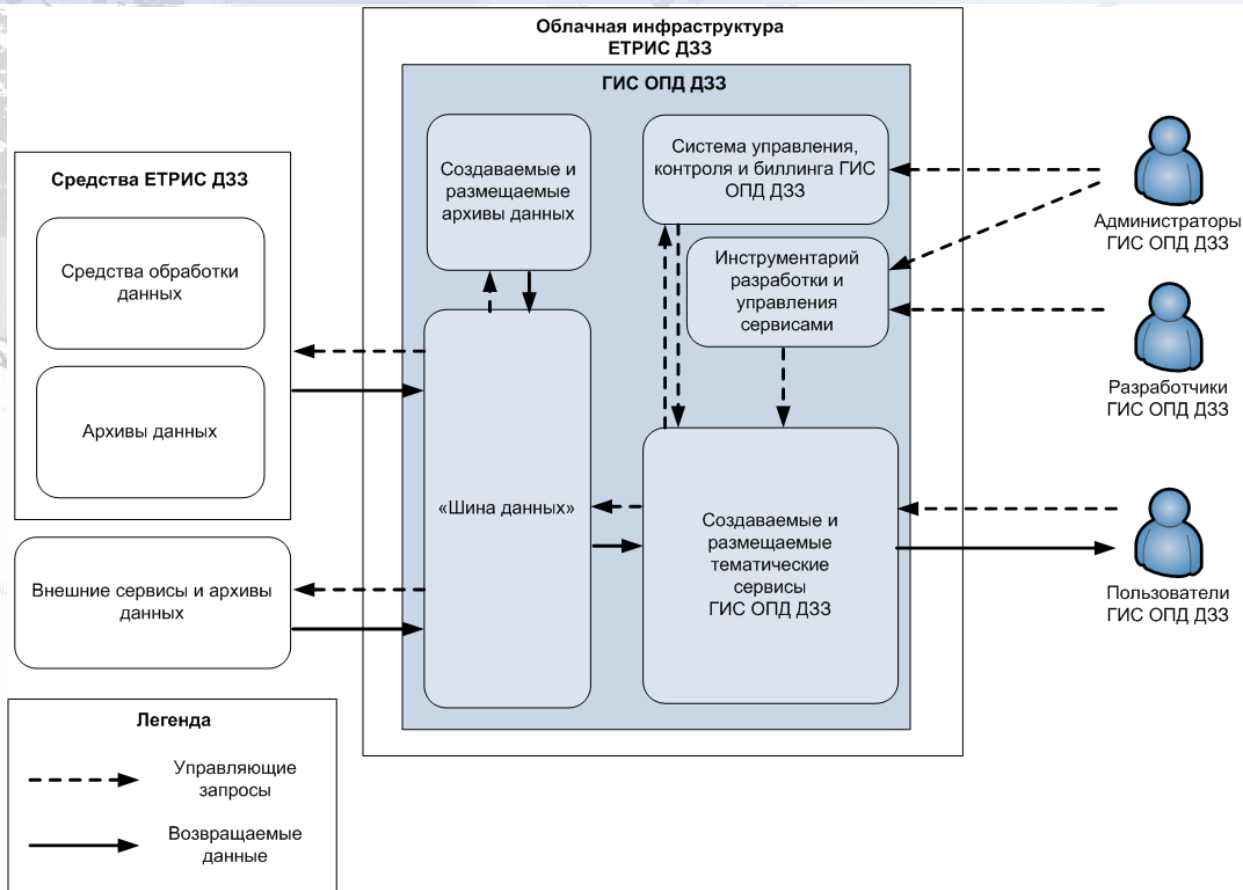 Облачная инфраструктура
ЕТРИС ДЗЗ
ГИС ОПД ДЗЗ
Средства ЕТРИС ДЗЗ
Средства обработки
данных
Архивы данных
Внешние сервисы и архивы
данных
Создаваемые и
размещаемые
архивы данных
«Шина данных»
Система управления,
контроля и биллинга ГИС
ОПД ДЗЗ
Инструментарий
разработки и
управления
сервисами
Создаваемые и
размещаемые
тематические
сервисы
ГИС ОПД ДЗЗ
Администраторы
ГИС ОПД ДЗЗ
Разработчики
ГИС ОПД ДЗЗ
Пользователи
ГИС ОПД ДЗЗ
Легенда
Управляющие
запросы
Возвращаемые
данные